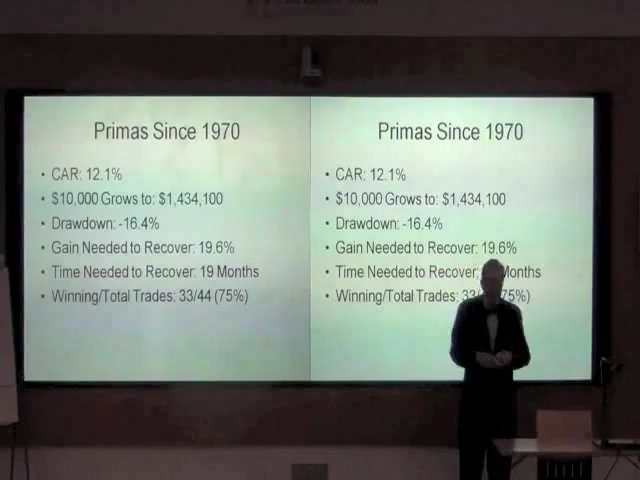 Primas Since 1970
• CAR: 12.1%
• $10,000 Grows to: $1,434,100
• Drawdown: -16.4%
• Gain Needed to Recover: 19.6%
• Time Needed to Recover: 19 Months
• Winning/Total Trades: 33/44 (75%)
Primas Since 1970
• CAR: 12.1%
• $10,000 Grows to: $1,434,100
• Drawdown: -16.4%
• Gain Needed to Recover: 19.6%
• Time Needed to Recover: Months
• Winning/Total Trades: 33/ 75%)